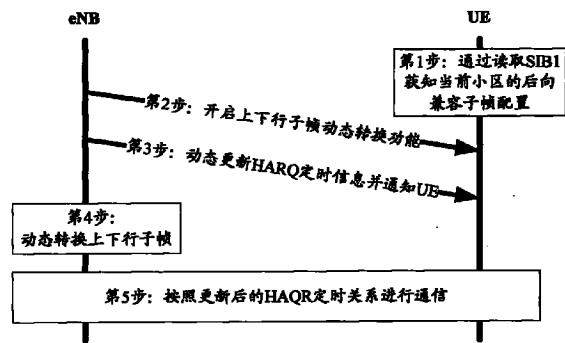 eNB
UE
第1步：通过读取SIB1
获知当前小区的后向
兼容子帧配置
第2步：开启上下行子帧动态转换功能
第3步：动态更新HARQ定时信息并通知UE
第4步：
动态转换上下行子帧
第5步：按照更新后的HAQR定时关系进行通信